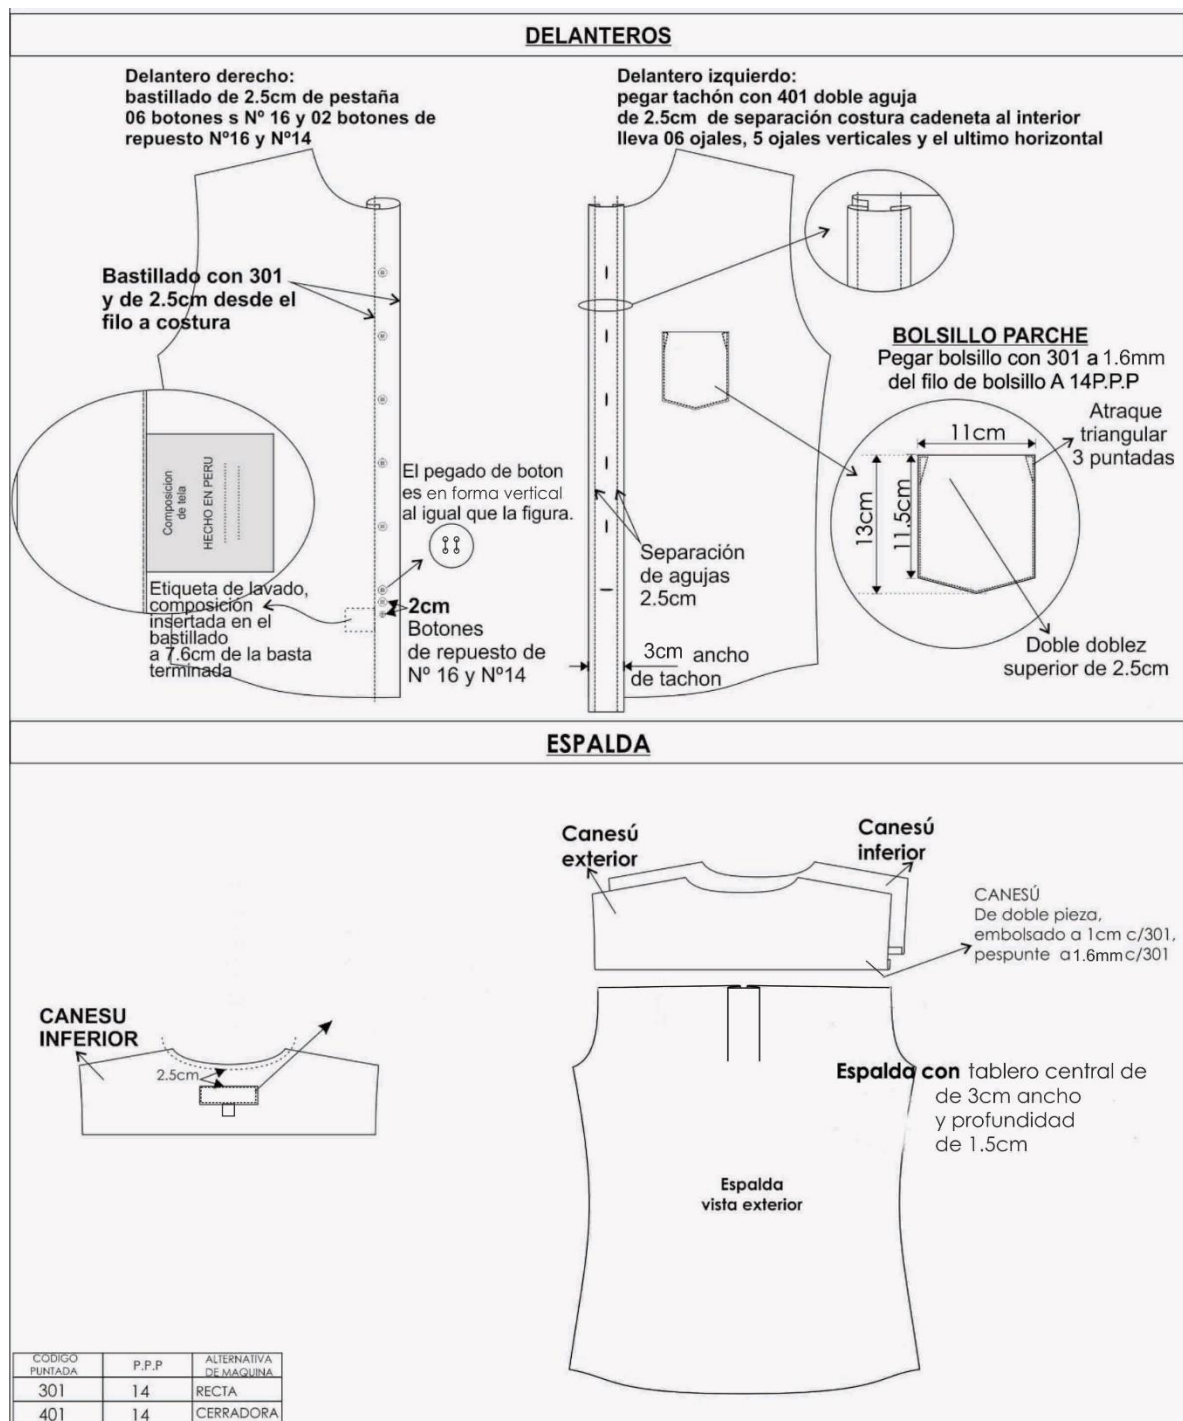 DELANTEROS
Delantero derecho:
bastillado de 2.5cm de pestaña
06 botones s Nº 16 y 02 botones de
repuesto Nº16 y Nº14
Delantero izquierdo:
pegar tachón con 401 doble aguja
de 2.5cm de separación costura cadeneta al interior
lleva 06 ojales, 5 ojales verticales y el ultimo horizontal
Bastillado con 301
y de 2.5cm desde el
filo a costura
BOLSILLO PARCHE
Pegar bolsillo con 301 a 1.6mm
del filo de bolsillo A 14P.P.P
Atraque
triangular
3 puntadas
11cm
13cm
11.5cm
Doble doblez
superior de 2.5cm
Composicion
de tela
HECHO EN PERU
El pegado de boton
es en forma vertical
al igual que la figura.
Etiqueta de lavado,
composición
insertada en el
bastillado
a 7.6cm de la basta
terminada
2cm
Botones
de repuesto de
Nº 16 y Nº14
Separación
de agujas
2.5cm
3cm ancho
de tachon
ESPALDA
Canesú
exterior
Canesú
inferior
CANESÚ
De doble pieza,
embolsado a 1cm c/301,
pespunte a1.6mm c/301
CANESU
INFERIOR
2.5cm
Espalda con tablero central de
de 3cm ancho
y profundidad
de 1.5cm
Espalda
vista exterior
CODIGO PUNTADA P.P.P ALTERNATIVA DE MAQUINA
301 14 RECTA
401 14 CERRADORA